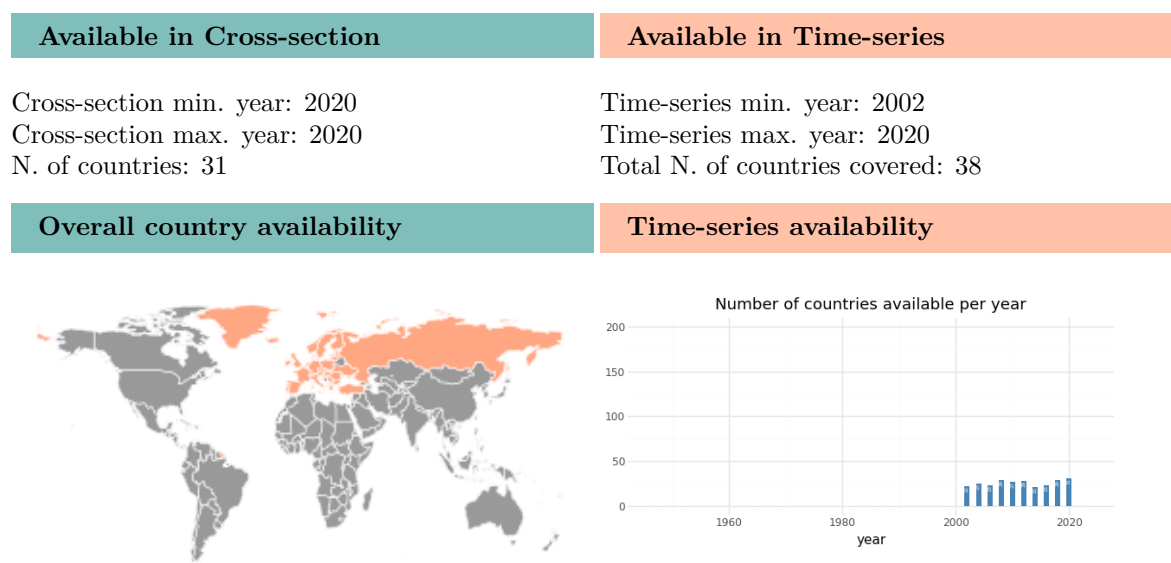 Available in Cross-section
Available in Time-series
Cross-section min. year: 2020
Cross-section max. year: 2020
N. of countries: 31
Time-series min. year: 2002
Time-series max. year: 2020
Total N. of countries covered: 38
Overall country availability
Time-series availability
Number of countries available per year
200
150
100
50
0
1960 1980 2000 2020
year